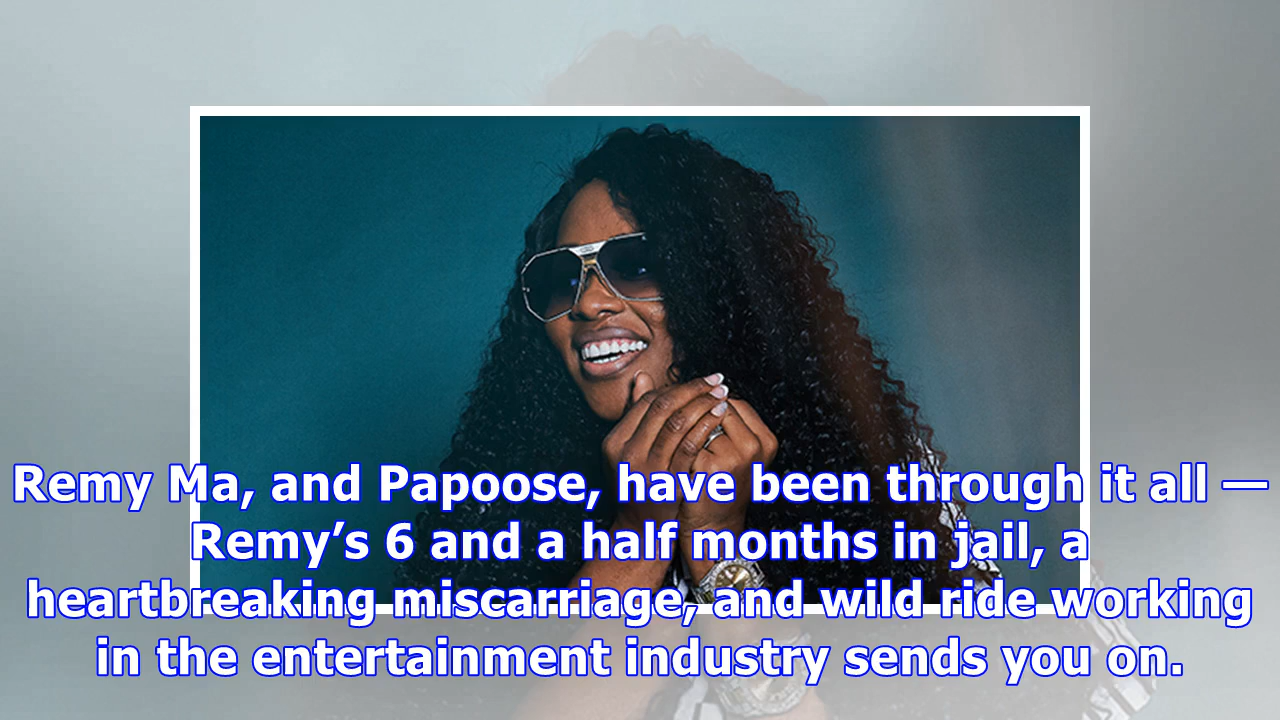 Remy Ma, and Papoose, have been through it all —
Remy’s 6 and a half months in jail, a
heartbreaking miscarriage, and wild ride working
in the entertainment industry sends you on.